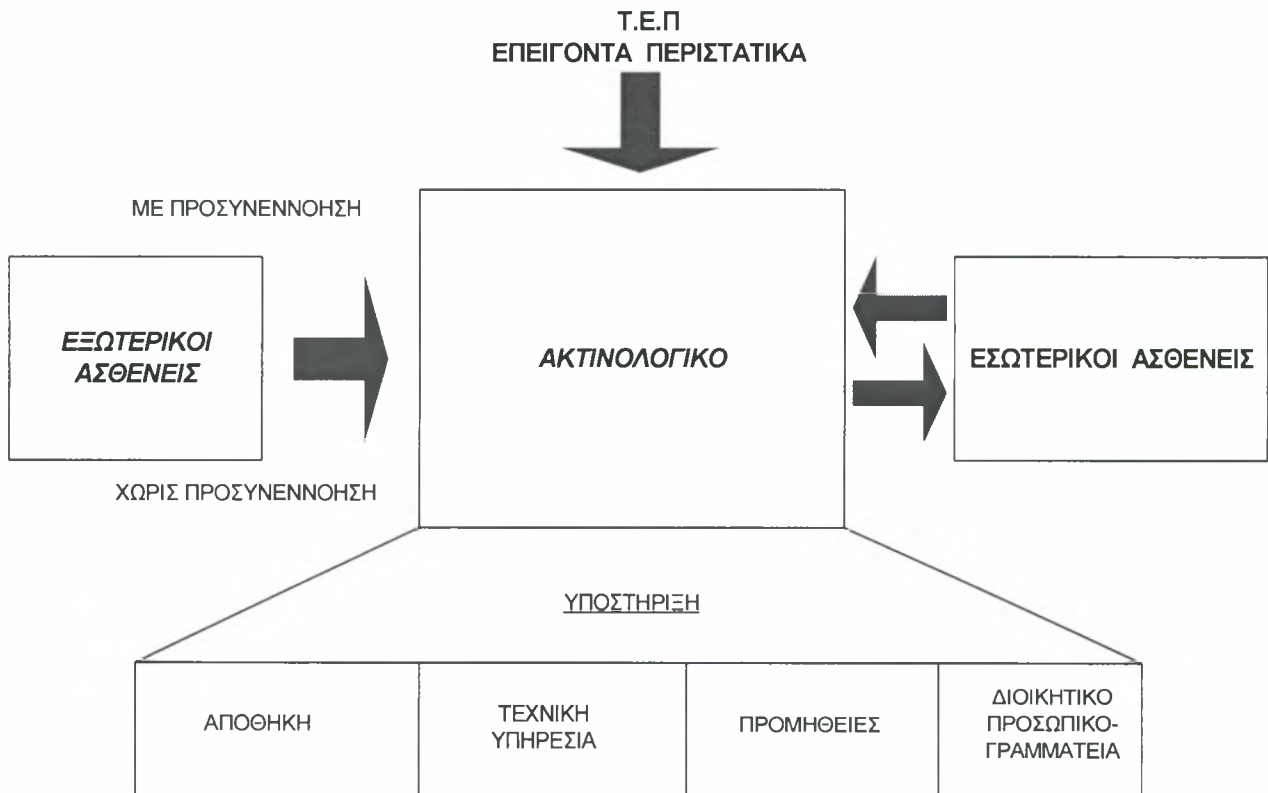 Τ.Ε.Π
ΕΠΕΙΓΟΝΤΑ ΠΕΡΙΣΤΑΤΙΚΑ
ΜΕ ΠΡΟΣΥΝΕΝΝΟΗΣΗ
ΕΞΩΤΕΡΙΚΟΙ
ΑΣΘΕΝΕΙΣ
ΑΚΤΙΝΟΛΟΓΙΚΟ
ΕΣΩΤΕΡΙΚΟΙ ΑΣΘΕΝΕΙΣ
ΧΩΡΙΣ ΠΡΟΣΥΝΕΝΝΟΗΣΗ
ΥΠΟΣΤΗΡΙΞΗ
ΑΠΟΘΗΚΗ
ΤΕΧΝΙΚΗ
ΥΠΗΡΕΣΙΑ
ΠΡΟΜΗΘΕΙΕΣ
ΔΙΟΙΚΗΤΙΚΟ
ΠΡΟΣΩΠΙΚΟ-
ΓΡΑΜΜΑΤΕΙΑ